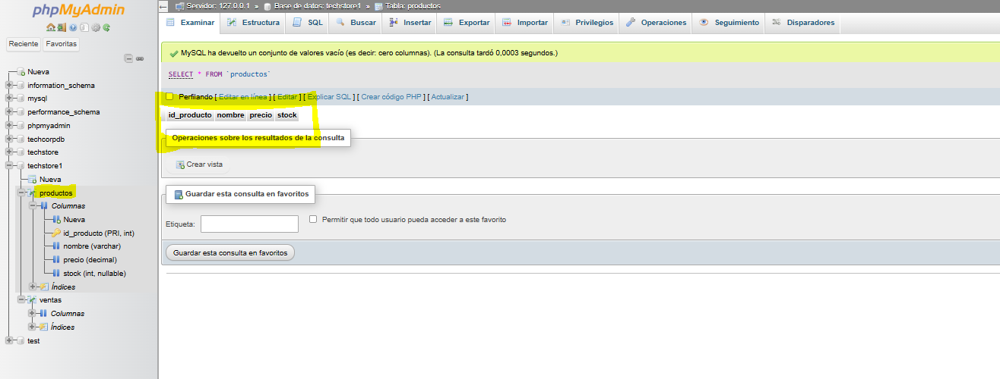 phpMyAdmin
Reciente Favoritas
Nueva
information_schema
mysql
performance_schema
phpmyadmin
techcorpdb
techstore
techstore1
Nueva
productos
Columnas
Nueva
id_producto (PRI, int)
nombre (varchar)
precio (decimal)
stock (int, nullable)
Índices
ventas
Columnas
Índices
test
Servidor: 127.0.0.1 » Base de datos: techstore1 » Tabla: productos
Examinar Estructura SQL Buscar Insertar Exportar Importar Privilegios Operaciones Seguimiento Disparadores
MySQL ha devuelto un conjunto de valores vacío (es decir: cero columnas). (La consulta tardó 0,0003 segundos.)
SELECT * FROM `productos`
Perfilando [ Editar en línea ] [ Editar ] [ Explicar SQL ] [ Crear código PHP ] [ Actualizar ]
id_producto nombre precio stock
Operaciones sobre los resultados de la consulta
Crear vista
Guardar esta consulta en favoritos
Etiqueta: Permitir que todo usuario pueda acceder a este favorito
Guardar esta consulta en favoritos